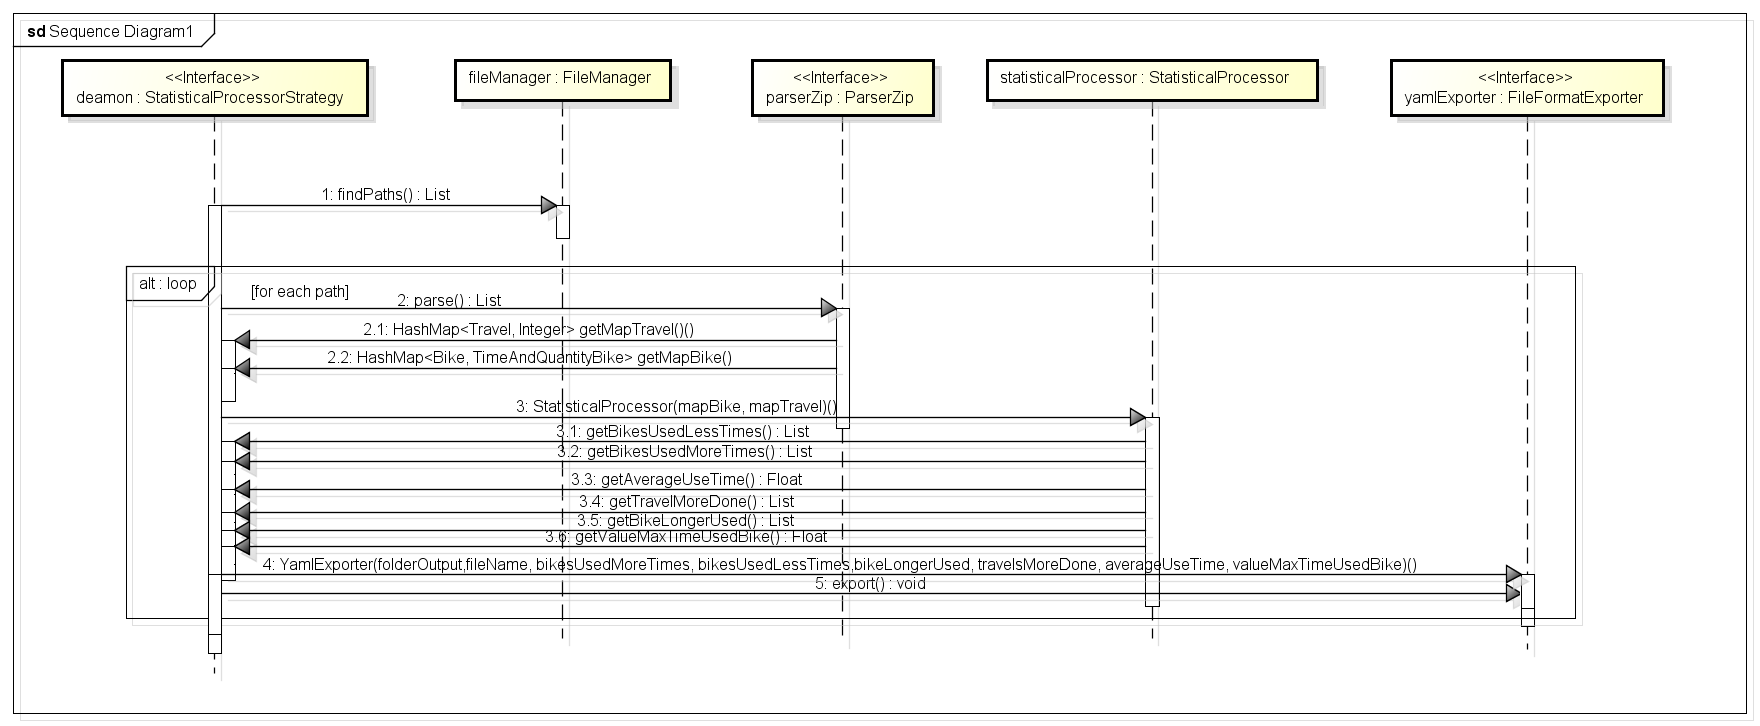 sd Sequence Diagram1
<<Interface>>
deamon : StatisticalProcessorStrategy
fileManager : FileManager
<<Interface>>
parserZip : ParserZip
statisticalProcessor : StatisticalProcessor
<<Interface>>
yamlExporter : FileFormatExporter
1: findPaths() : List
alt : loop
[for each path]
2: parse() : List
2.1: HashMap<Travel, Integer> getMapTravel()()
2.2: HashMap<Bike, TimeAndQuantityBike> getMapBike()
3: StatisticalProcessor(mapBike, mapTravel)()
3.1: getBikesUsedLessTimes() : List
3.2: getBikesUsedMoreTimes() : List
3.3: getAverageUseTime() : Float
3.4: getTravelMoreDone() : List
3.5: getBikeLongerUsed() : List
3.6: getValueMaxTimeUsedBike() : Float
4: YamlExporter(folderOutput,fileName, bikesUsedMoreTimes, bikesUsedLessTimes,bikeLongerUsed, travelsMoreDone, averageUseTime, valueMaxTimeUsedBike)()
5: export() : void